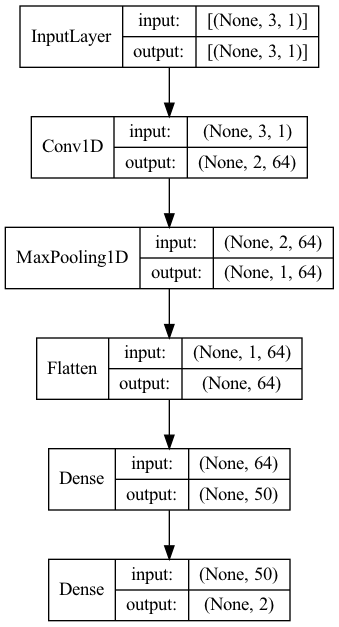 InputLayer
input: [(None, 3, 1)]
output: [(None, 3, 1)]
Conv1D
input: (None, 3, 1)
output: (None, 2, 64)
MaxPooling1D
input: (None, 2, 64)
output: (None, 1, 64)
Flatten
input: (None, 1, 64)
output: (None, 64)
Dense
input: (None, 64)
output: (None, 50)
Dense
input: (None, 50)
output: (None, 2)